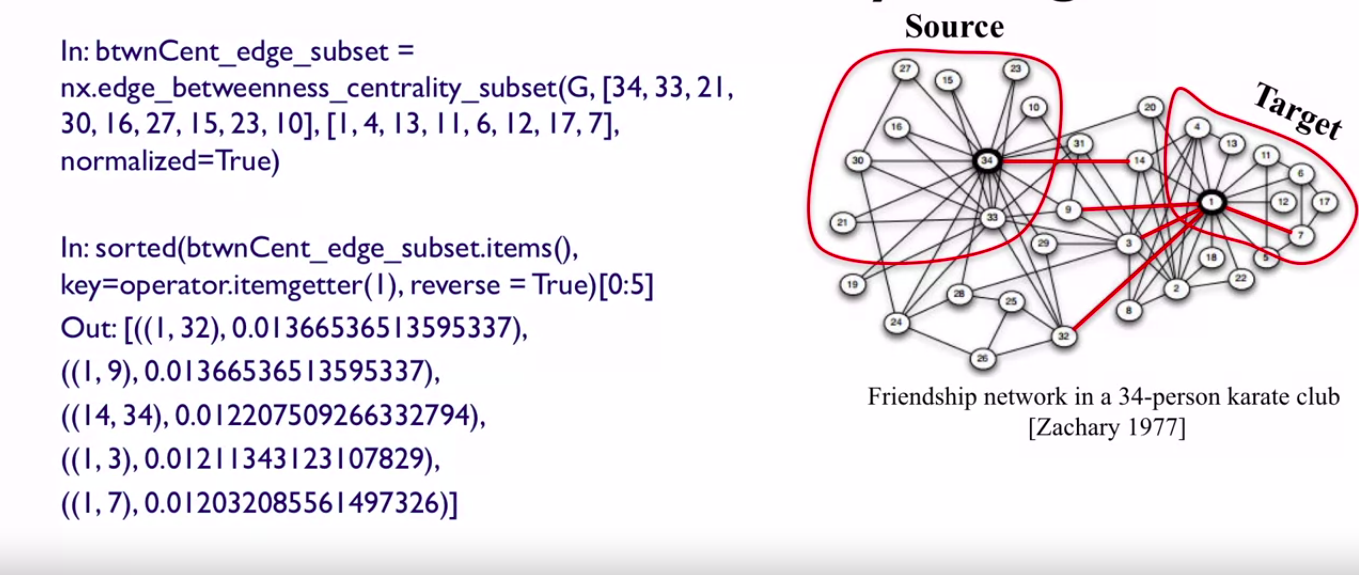 In: btwnCent_edge_subset =
nx.edge_betweenness_centrality_subset(G, [34, 33, 21,
30, 16, 27, 15, 23, 10], [1, 4, 13, 11, 6, 12, 17, 7],
normalized=True)
In: sorted(btwnCent_edge_subset.items(),
key=operator.itemgetter(1), reverse = True)[0:5]
Out: [((1, 32), 0.01366536513595337),
((1, 9), 0.01366536513595337),
((14, 34), 0.012207509266332794),
((1, 3), 0.01211343123107829),
((1, 7), 0.012032085561497326)]
Source
Target
27
15
23
10
20
16
4
13
31
11
30
34
14
6
1
12
17
9
21
33
7
29
3
18
5
19
22
28
2
25
8
24
32
26
Friendship network in a 34-person karate club
[Zachary 1977]